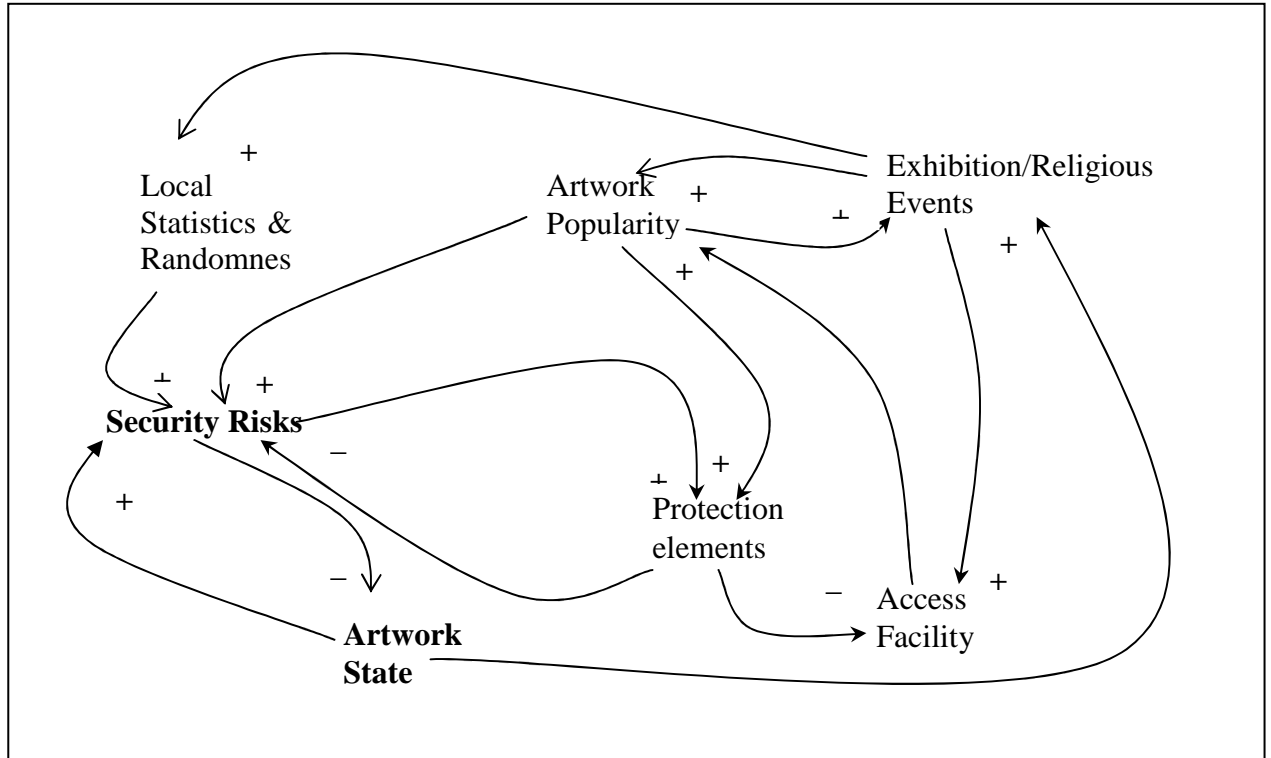 Local
Statistics &
Randomnes
Artwork
Popularity
Exhibition/Religious
Events
Security Risks
Protection
elements
Access
Facility
Artwork
State
+
+
+
+
+
+
+
+
+
+
+
–
–
–